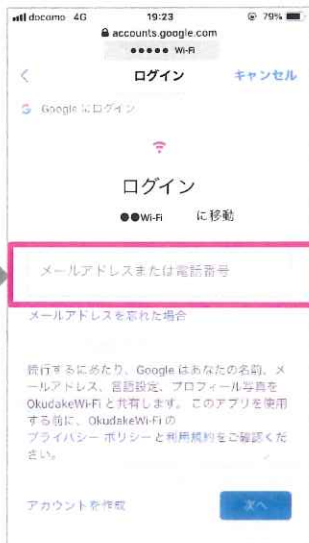 docomo 4G 19:23 79%
accounts.google.com
●●●●● Wi-Fi
ログイン キャンセル
Google にログイン
ログイン
●●Wi-Fi に移動
メールアドレスまたは電話番号
メールアドレスを忘れた場合
続行するにあたり、Google はあなたの名前、メ
ールアドレス、言語設定、プロフィール写真を
OkudakeWi-Fi と共有します。このアプリを使用
する前に、OkudakeWi-Fi の
プライバシー ポリシーと利用規約をご確認くだ
さい。
アカウントを作成 次へ